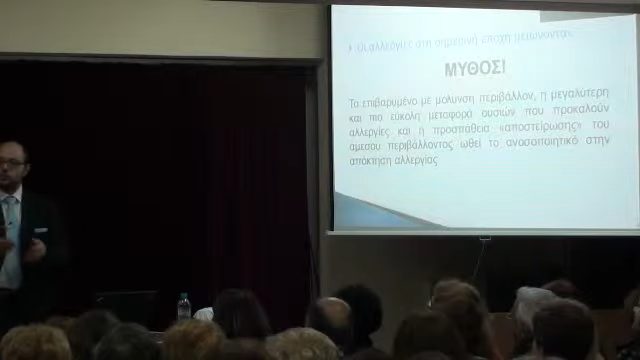 Οι αλλεργίες στη σημερινή εποχή μειώνονται.
ΜΥΘΟΣ!
Το επιβαρυμένο με μόλυνση περιβάλλον, η μεγαλύτερη
και πιο εύκολη μεταφορά ουσιών που προκαλούν
αλλεργίες και η προσπάθεια «αποστείρωσης» του
άμεσου περιβάλλοντος ωθεί το ανοσοποιητικό στην
απόκτηση αλλεργίας